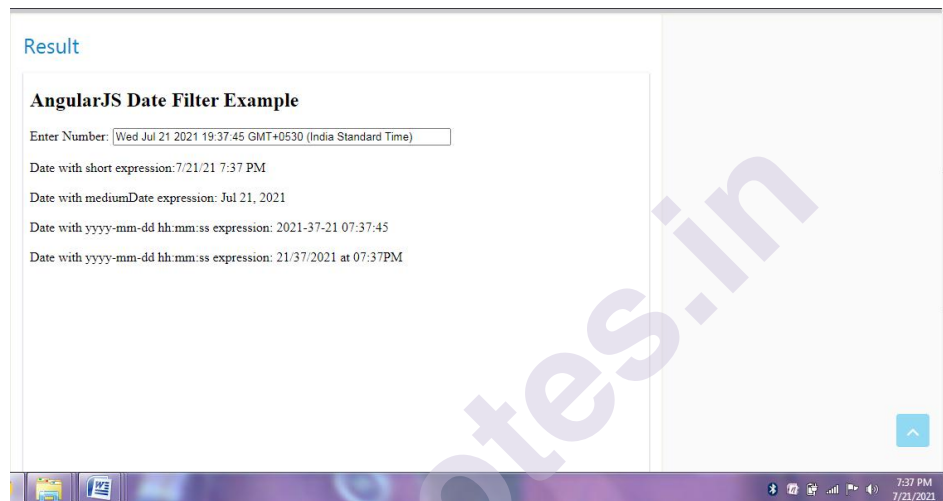 Result
AngularJS Date Filter Example
Enter Number: Wed Jul 21 2021 19:37:45 GMT+0530 (India Standard Time)
Date with short expression:7/21/21 7:37 PM
Date with mediumDate expression: Jul 21, 2021
Date with yyyy-mm-dd hh:mm:ss expression: 2021-37-21 07:37:45
Date with yyyy-mm-dd hh:mm:ss expression: 21/37/2021 at 07:37PM
otes.in
7:37 PM
7/21/2021